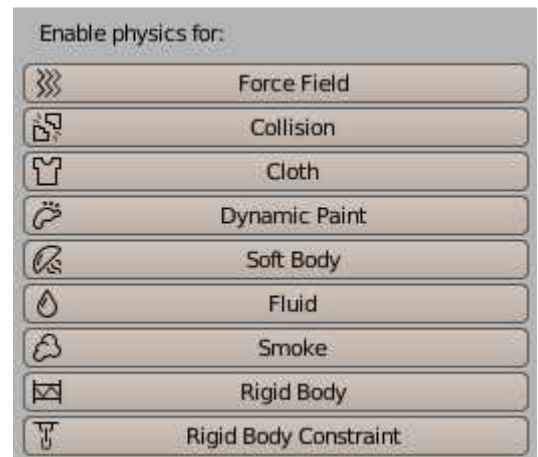 Enable physics for:
Force Field
Collision
Cloth
Dynamic Paint
Soft Body
Fluid
Smoke
Rigid Body
Rigid Body Constraint